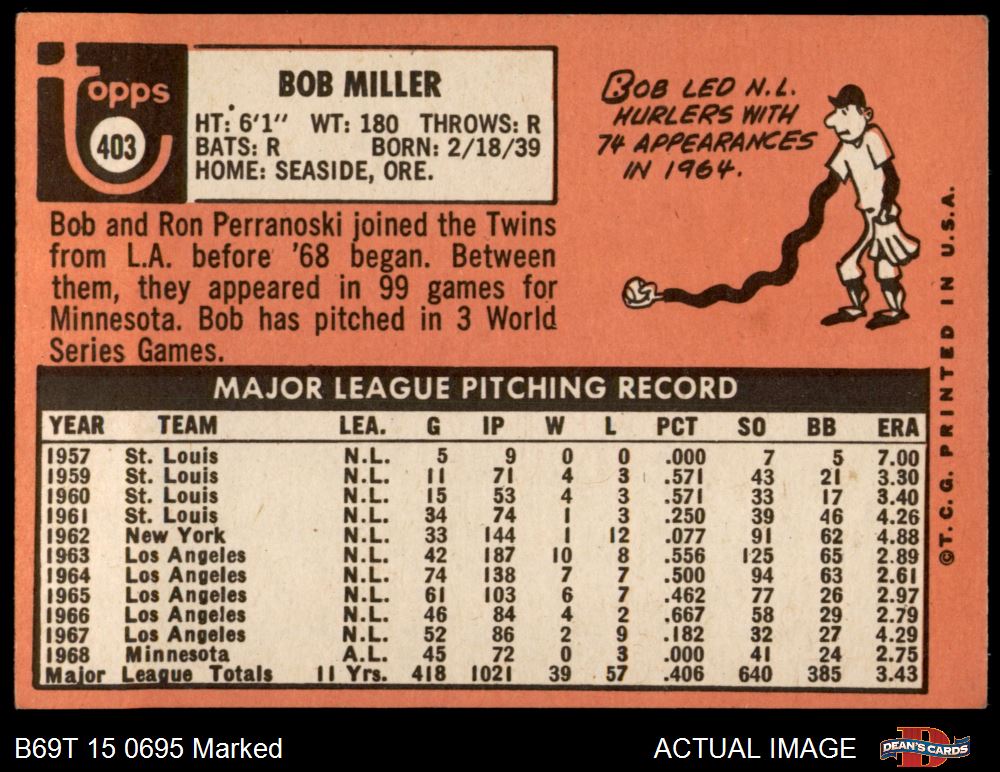 Topps
403
BOB MILLER
HT: 6'1" WT: 180 THROWS: R
BATS: R BORN: 2/18/39
HOME: SEASIDE, ORE.
Bob and Ron Perranoski joined the Twins
from L.A. before '68 began. Between
them, they appeared in 99 games for
Minnesota. Bob has pitched in 3 World
Series Games.
BOB LED N.L.
HURLERS WITH
74 APPEARANCES
IN 1964.
©T.C.G. PRINTED IN U.S.A.
MAJOR LEAGUE PITCHING RECORD
YEAR TEAM LEA. G IP W L PCT SO BB ERA
1957 St. Louis N.L. 5 9 0 0 .000 7 5 7.00
1959 St. Louis N.L. 11 71 4 3 .571 43 21 3.30
1960 St. Louis N.L. 15 53 4 3 .571 33 17 3.40
1961 St. Louis N.L. 34 74 1 3 .250 39 46 4.26
1962 New York N.L. 33 144 1 12 .077 91 62 4.88
1963 Los Angeles N.L. 42 187 10 8 .556 125 65 2.89
1964 Los Angeles N.L. 74 138 7 7 .500 94 63 2.61
1965 Los Angeles N.L. 61 103 6 7 .462 77 26 2.97
1966 Los Angeles N.L. 46 84 4 2 .667 58 29 2.79
1967 Los Angeles N.L. 52 86 2 9 .182 32 27 4.29
1968 Minnesota A.L. 45 72 0 3 .000 41 24 2.75
Major League Totals 11 Yrs. 418 1021 39 57 .406 640 385 3.43
B69T 15 0695 Marked
ACTUAL IMAGE
DEAN'S CARDS